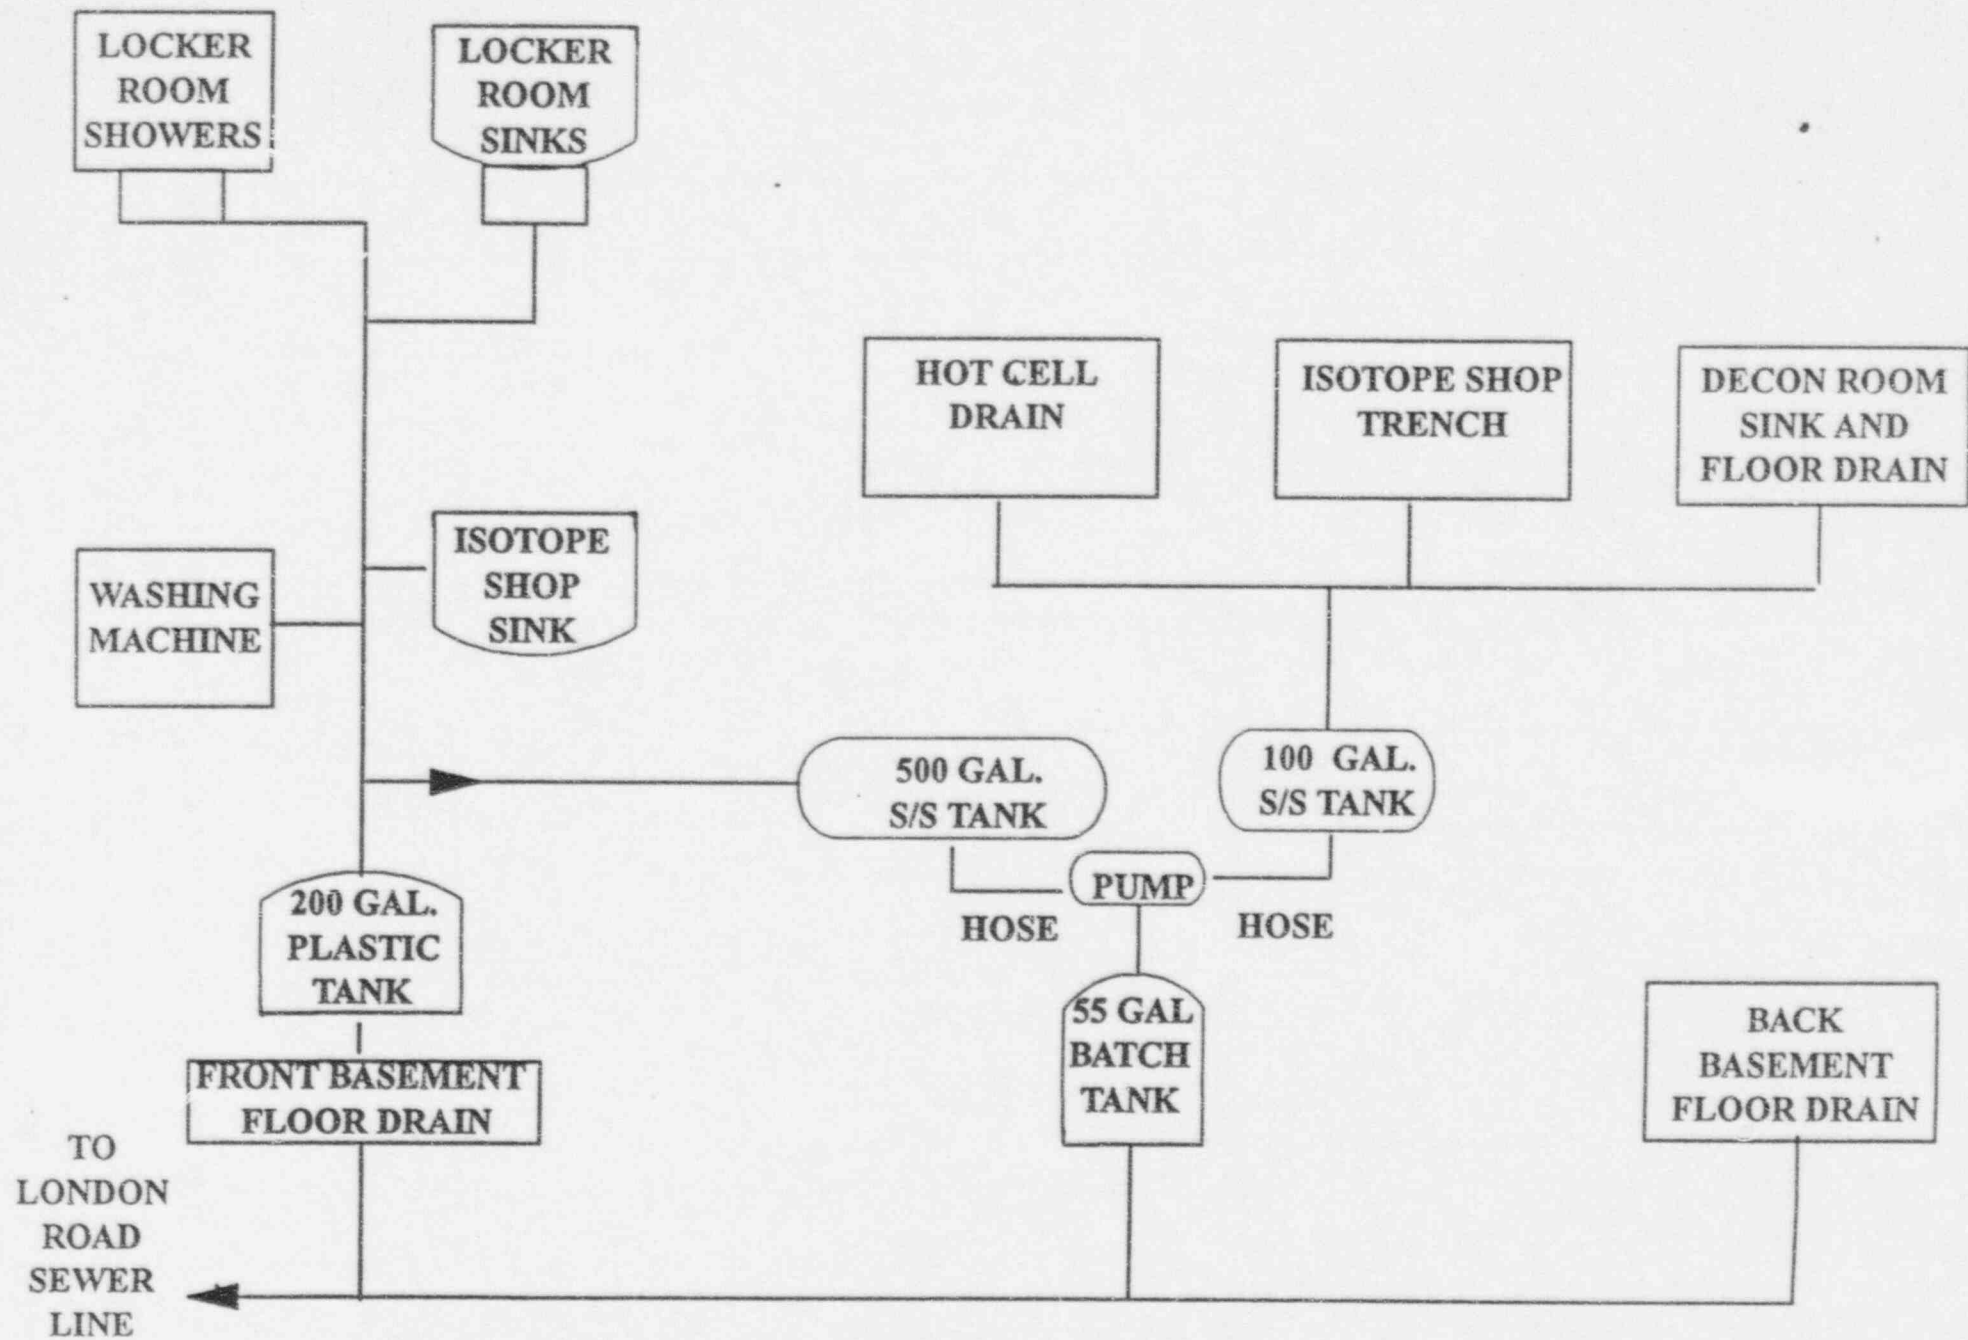 LOCKER
ROOM
SHOWERS
LOCKER
ROOM
SINKS
HOT CELL
DRAIN
ISOTOPE SHOP
TRENCH
DECON ROOM
SINK AND
FLOOR DRAIN
WASHING
MACHINE
ISOTOPE
SHOP
SINK
500 GAL.
S/S TANK
100 GAL.
S/S TANK
PUMP
HOSE
HOSE
200 GAL.
PLASTIC
TANK
55 GAL
BATCH
TANK
BACK
BASEMENT
FLOOR DRAIN
FRONT BASEMENT
FLOOR DRAIN
TO
LONDON
ROAD
SEWER
LINE